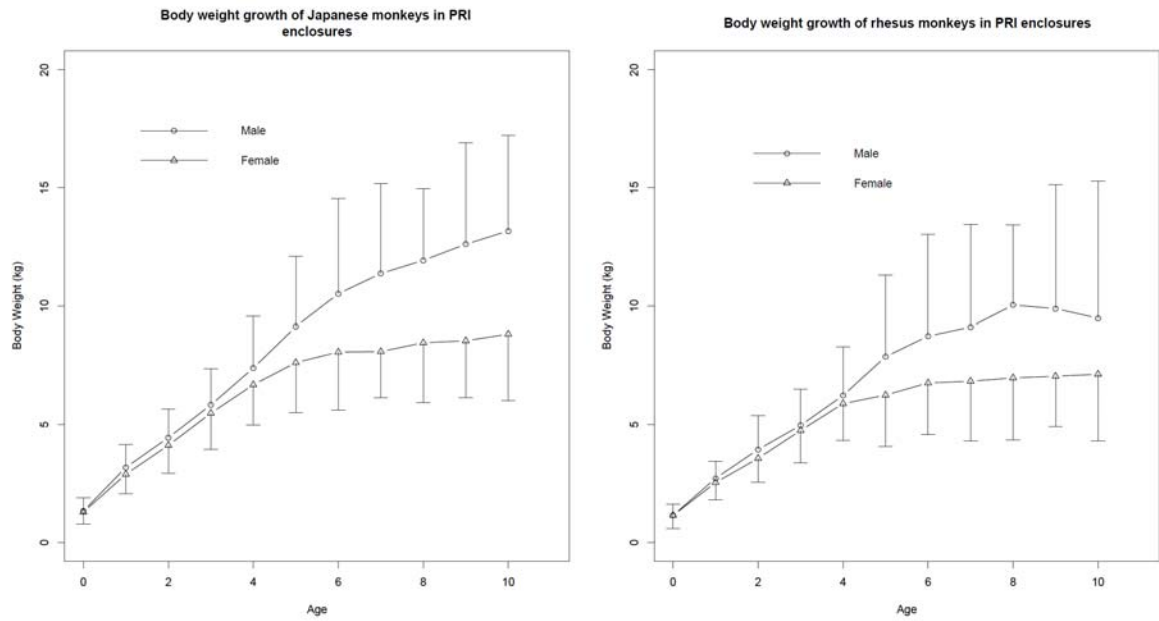 Body weight growth of Japanese monkeys in PRI
enclosures
20
15
10
5
0
Body Weight (kg)
Male
Female
0 2 4 6 8 10
Age
Body weight growth of rhesus monkeys in PRI enclosures
20
15
10
5
0
Body Weight (kg)
Male
Female
0 2 4 6 8 10
Age